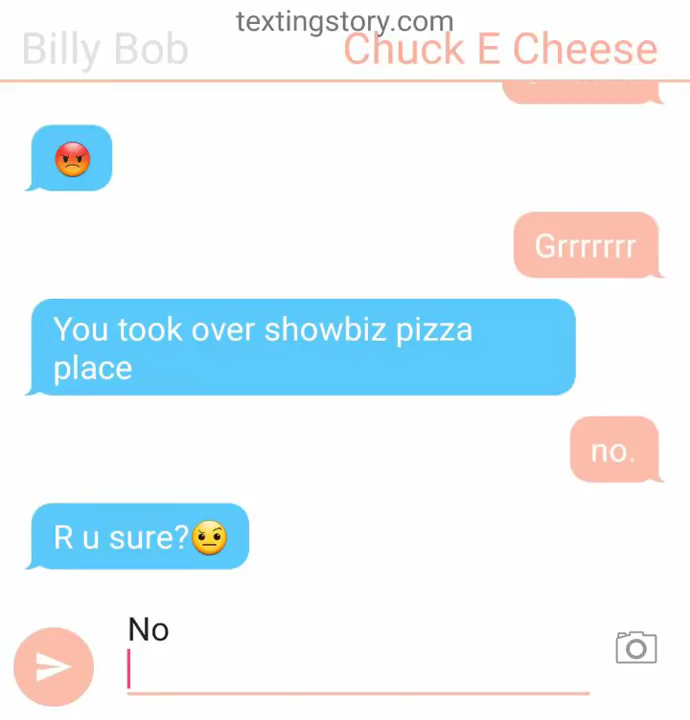 textingstory.com
Billy Bob
Chuck E Cheese
😡
Grrrrrrr
You took over showbiz pizza
place
no.
R u sure?🤨
No